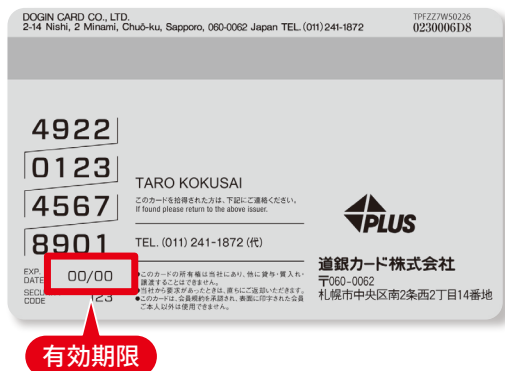 DOGIN CARD CO., LTD.
2-14 Nishi, 2 Minami, Chuō-ku, Sapporo, 060-0062 Japan TEL.(011)241-1872
TPFZZ7W50226
0230006D8
4922
0123
4567
8901
TARO KOKUSAI
このカードを拾得された方は、下記にご連絡ください。
If found please return to the above issuer.
TEL. (011) 241-1872 (代)
PLUS
道銀カード株式会社
〒060-0062
札幌市中央区南2条西2丁目14番地
EXP.
DATE
00/00
SECU
CODE
123
●このカードの所有権は当社にあり、他に貸与・質入れ・
譲渡することはできません。
●当社から要求があったときは、直ちにご返却いただきます。
●このカードは、会員規約を承認され、表面に印字された会員
ご本人以外は使用できません。
有効期限